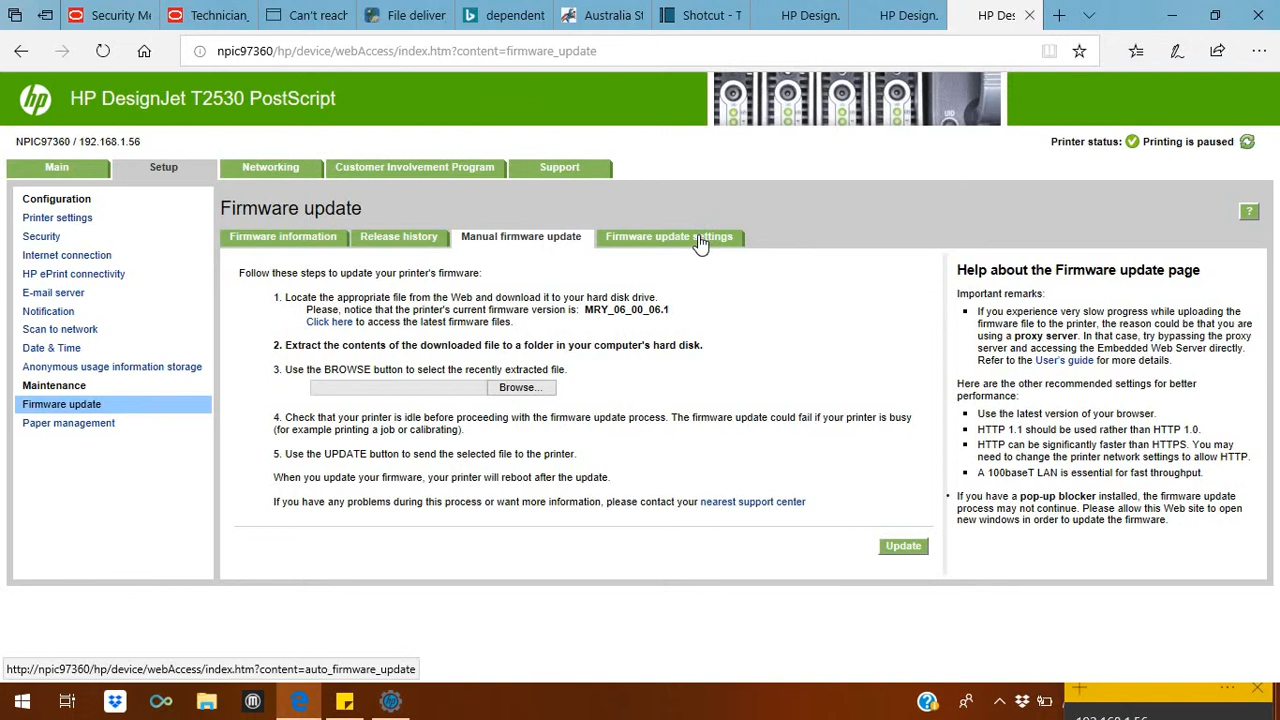 Security Me
Technician_
Can't reach
File deliver
dependent
Australia St
Shotcut - T
HP Design.
HP Design.
HP Des
npic97360/hp/device/webAccess/index.htm?content=firmware_update
hp
HP DesignJet T2530 PostScript
UID
NPIC97360 / 192.168.1.56
Printer status: Printing is paused
Main
Setup
Networking
Customer Involvement Program
Support
Configuration
Printer settings
Security
Internet connection
HP ePrint connectivity
E-mail server
Notification
Scan to network
Date & Time
Anonymous usage information storage
Maintenance
Firmware update
Paper management
Firmware update
?
Firmware information
Release history
Manual firmware update
Firmware update settings
Follow these steps to update your printer's firmware:
1. Locate the appropriate file from the Web and download it to your hard disk drive.
Please, notice that the printer's current firmware version is: MRY_06_00_06.1
Click here to access the latest firmware files.
2. Extract the contents of the downloaded file to a folder in your computer's hard disk.
3. Use the BROWSE button to select the recently extracted file.
Browse...
4. Check that your printer is idle before proceeding with the firmware update process. The firmware update could fail if your printer is busy
(for example printing a job or calibrating).
5. Use the UPDATE button to send the selected file to the printer.
When you update your firmware, your printer will reboot after the update.
If you have any problems during this process or want more information, please contact your nearest support center
Update
Help about the Firmware update page
Important remarks:
If you experience very slow progress while uploading the
firmware file to the printer, the reason could be that you are
using a proxy server. In that case, try bypassing the proxy
server and accessing the Embedded Web Server directly.
Refer to the User's guide for more details.
Here are the other recommended settings for better
performance:
Use the latest version of your browser.
HTTP 1.1 should be used rather than HTTP 1.0.
HTTP can be significantly faster than HTTPS. You may
need to change the printer network settings to allow HTTP.
A 100baseT LAN is essential for fast throughput.
If you have a pop-up blocker installed, the firmware update
process may not continue. Please allow this Web site to open
new windows in order to update the firmware.
http://npic97360/hp/device/webAccess/index.htm?content=auto_firmware_update
192.168.1.56